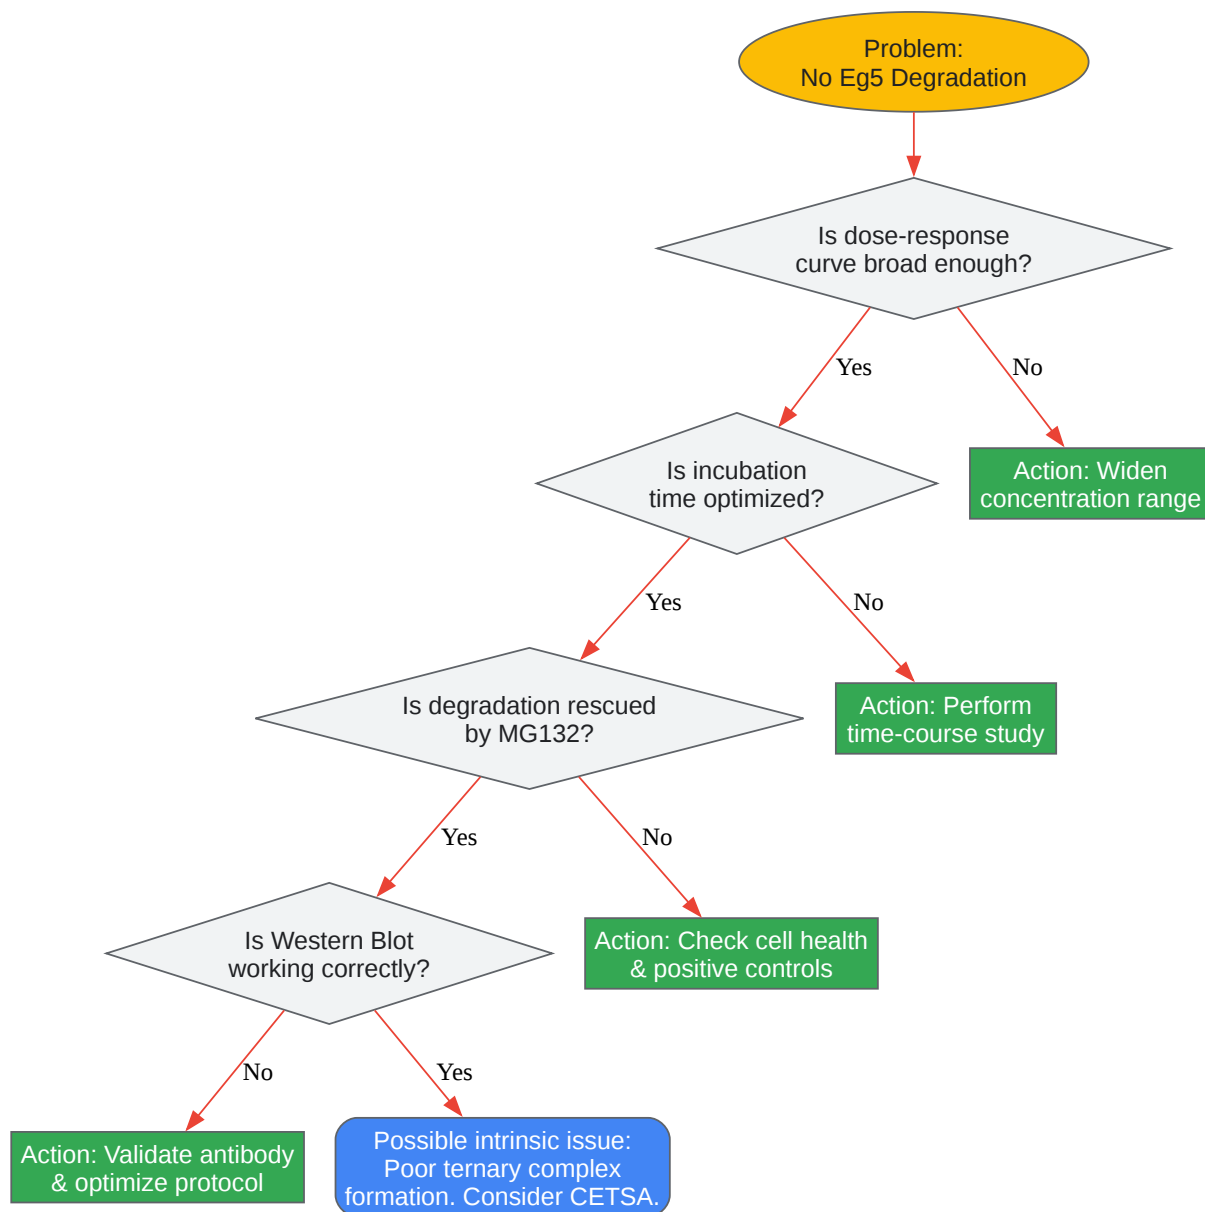 Problem:
No Eg5 Degradation
Is dose-response
curve broad enough?
Yes
No
Is incubation
time optimized?
Action: Widen
concentration range
Yes
No
Is degradation rescued
by MG132?
Action: Perform
time-course study
Yes
No
Is Western Blot
working correctly?
Action: Check cell health
& positive controls
No
Yes
Action: Validate antibody
& optimize protocol
Possible intrinsic issue:
Poor ternary complex
formation. Consider CETSA.